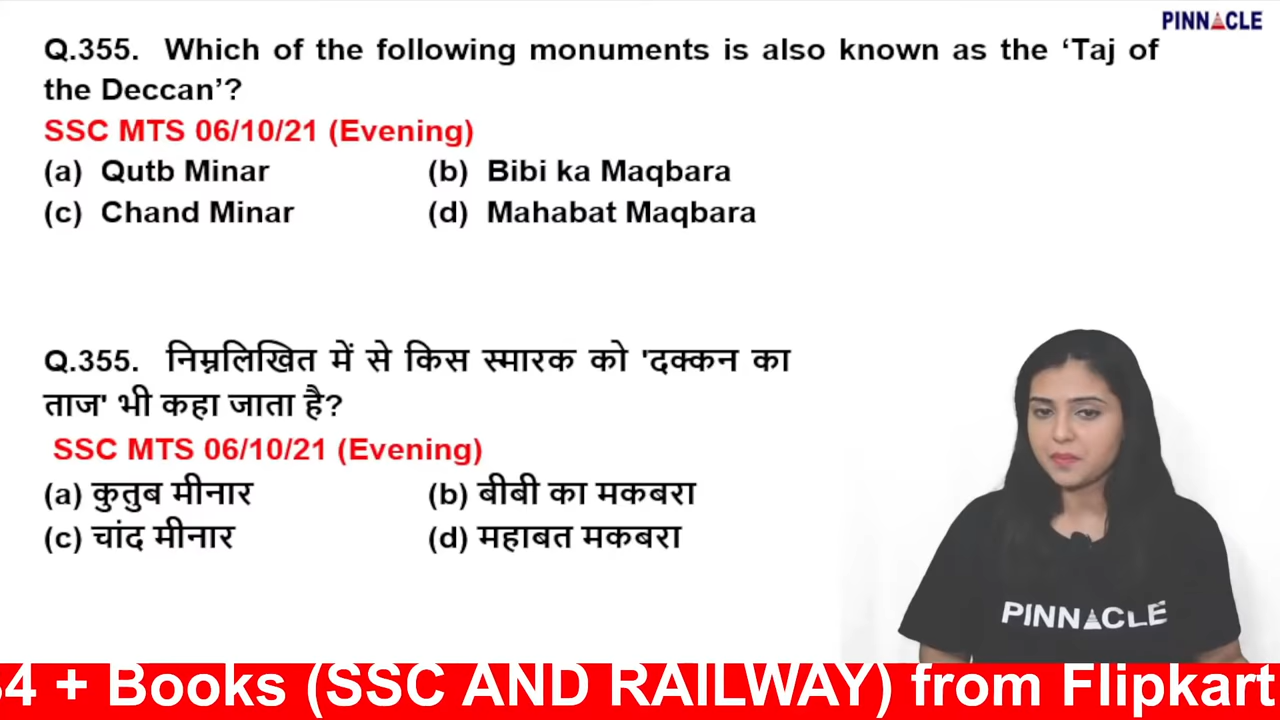 PINNACLE
Q.355. Which of the following monuments is also known as the ‘Taj of
the Deccan’?
SSC MTS 06/10/21 (Evening)
(a) Qutb Minar (b) Bibi ka Maqbara
(c) Chand Minar (d) Mahabat Maqbara
Q.355. निम्नलिखित में से किस स्मारक को 'दक्कन का
ताज' भी कहा जाता है?
SSC MTS 06/10/21 (Evening)
(a) कुतुब मीनार (b) बीबी का मकबरा
(c) चांद मीनार (d) महाबत मकबरा
PINNACLE
4 + Books (SSC AND RAILWAY) from Flipkart